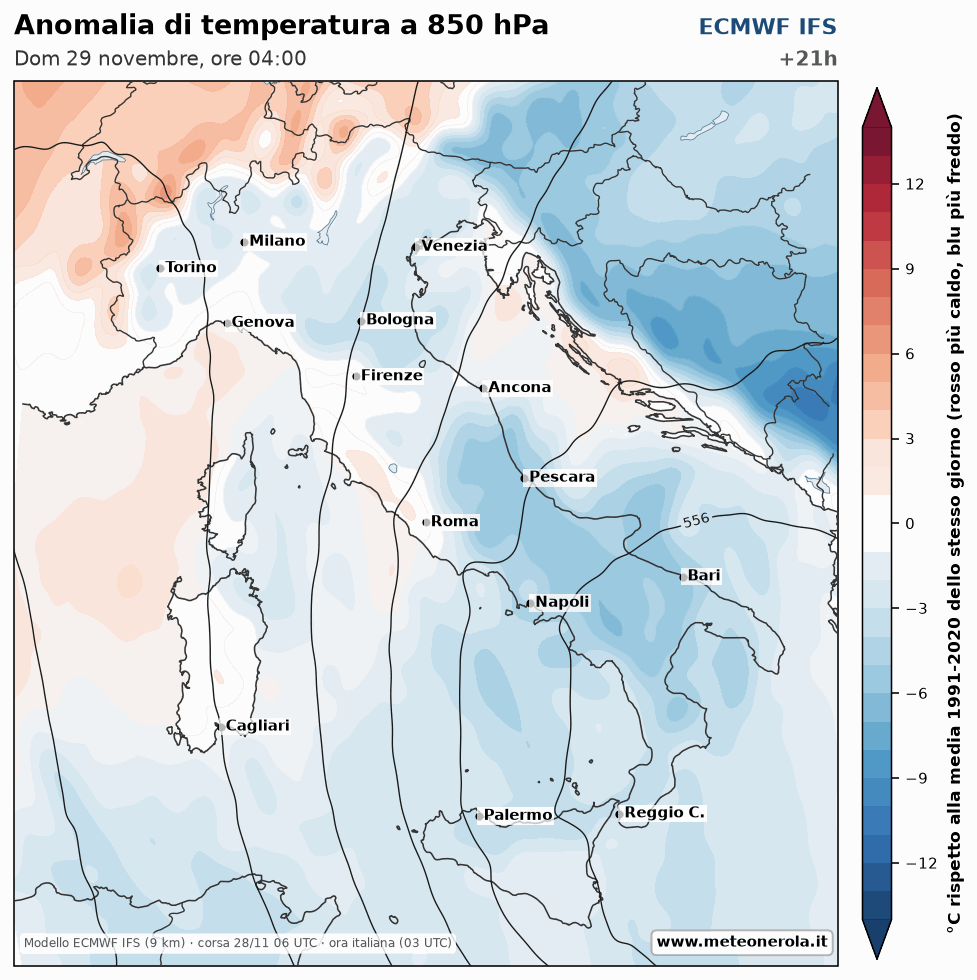 Anomalia di temperatura a 850 hPa
ECMWF IFS
Dom 29 novembre, ore 04:00
+21h
Milano
Venezia
Torino
Genova
Bologna
Firenze
Ancona
Pescara
Roma
556
Bari
Napoli
Cagliari
Palermo
Reggio C.
12
9
6
3
0
−3
−6
−9
−12
°C rispetto alla media 1991-2020 dello stesso giorno (rosso più caldo, blu più freddo)
Modello ECMWF IFS (9 km) · corsa 28/11 06 UTC · ora italiana (03 UTC)
www.meteonerola.it